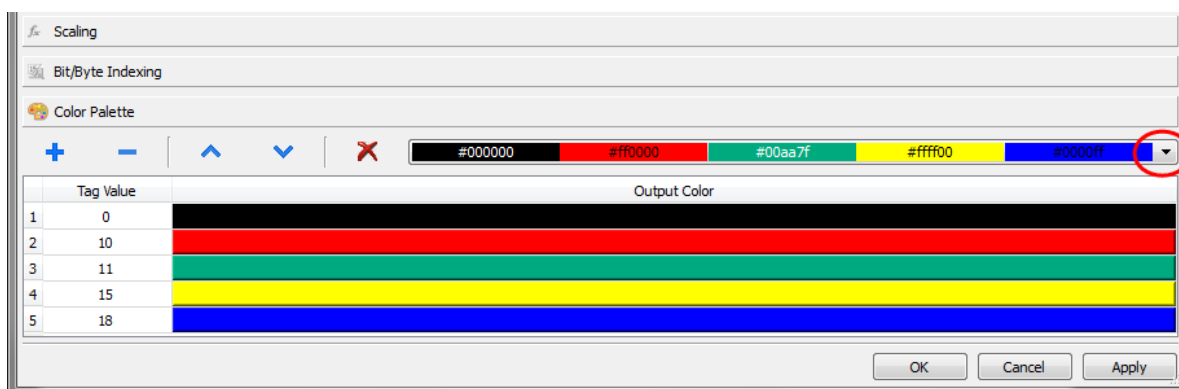 Scaling
Bit/Byte Indexing
Color Palette
#000000 #ff0000 #00aa7f #ffff00 #0000ff
Tag Value Output Color
1 0
2 10
3 11
4 15
5 18
OK Cancel Apply